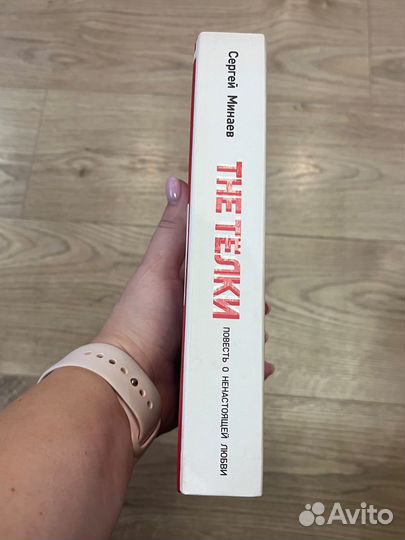 Сергей Минаев
THE ТЁЛКИ
ПОВЕСТЬ О НЕНАСТОЯЩЕЙ ЛЮБВИ
Avito